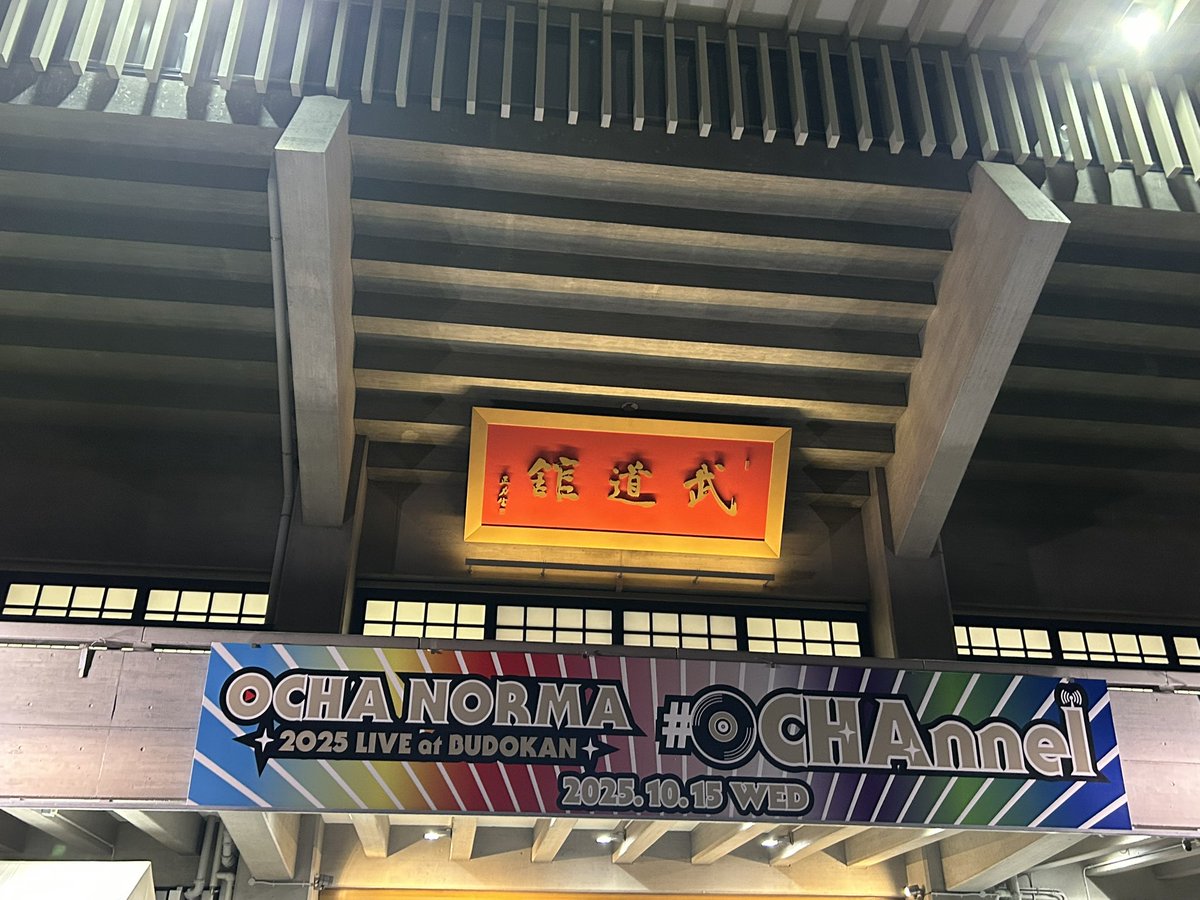 武道館
OCHA NORMA
2025 LIVE at BUDOKAN
#OCHAnnel
2025.10.15 WED